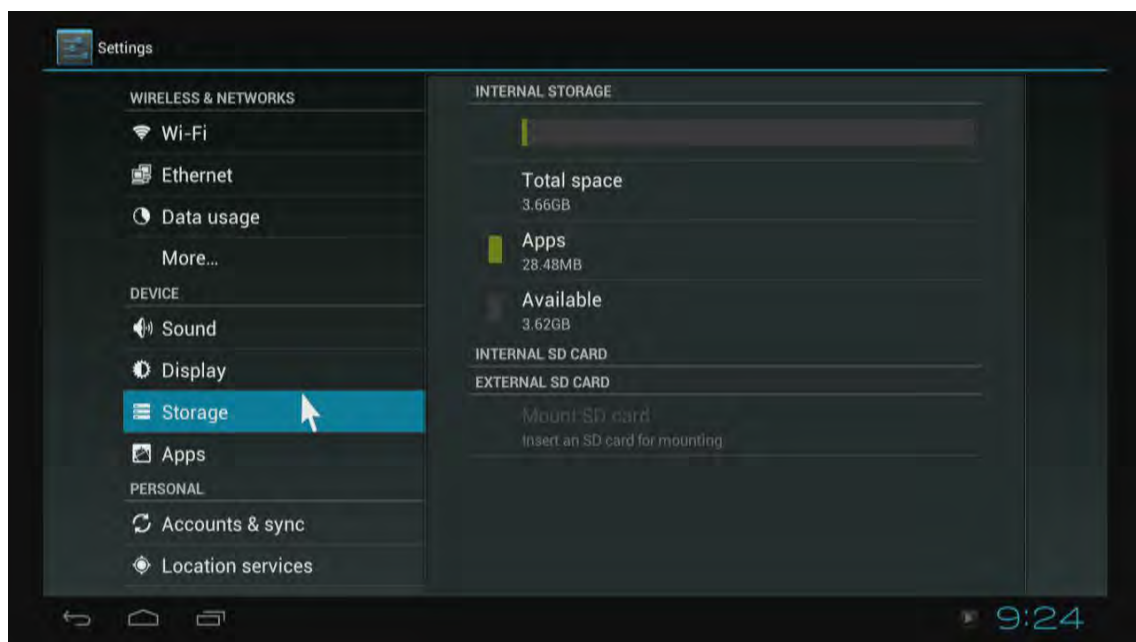 Settings
WIRELESS & NETWORKS
Wi-Fi
Ethernet
Data usage
More...
DEVICE
Sound
Display
Storage
Apps
PERSONAL
Accounts & sync
Location services
INTERNAL STORAGE
Total space
3.66GB
Apps
28.48MB
Available
3.62GB
INTERNAL SD CARD
EXTERNAL SD CARD
Mount SD card
Insert an SD card for mounting
9:24